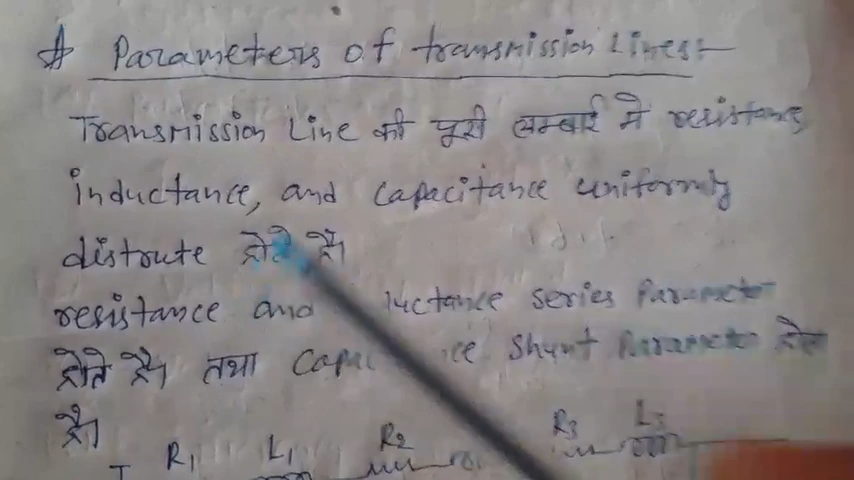 # Parameters of transmission Lines:-
Transmission Line की पूरी लम्बाई में resistance,
inductance, and capacitance uniformly
distrute होते है।
resistance and series Parameter
होते है। तथा shunt Parameter होता
है।
R1 L1 R2 R3 L3